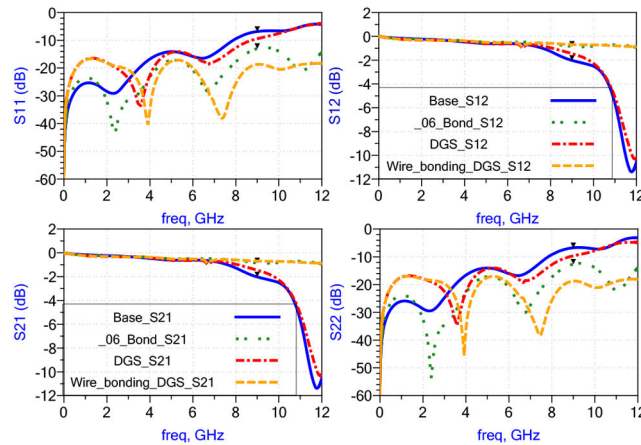 0
-10
-20
-30
-40
-50
-60
S11 (dB)
0 2 4 6 8 10 12
freq, GHz
2
0
-2
-4
-6
-8
-10
-12
S12 (dB)
Base_S12
_06_Bond_S12
DGS_S12
Wire_bonding_DGS_S12
0 2 4 6 8 10 12
freq, GHz
2
0
-2
-4
-6
-8
-10
-12
S21 (dB)
Base_S21
_06_Bond_S21
DGS_S21
Wire_bonding_DGS_S21
0 2 4 6 8 10 12
freq, GHz
0
-10
-20
-30
-40
-50
-60
S22 (dB)
0 2 4 6 8 10 12
freq, GHz